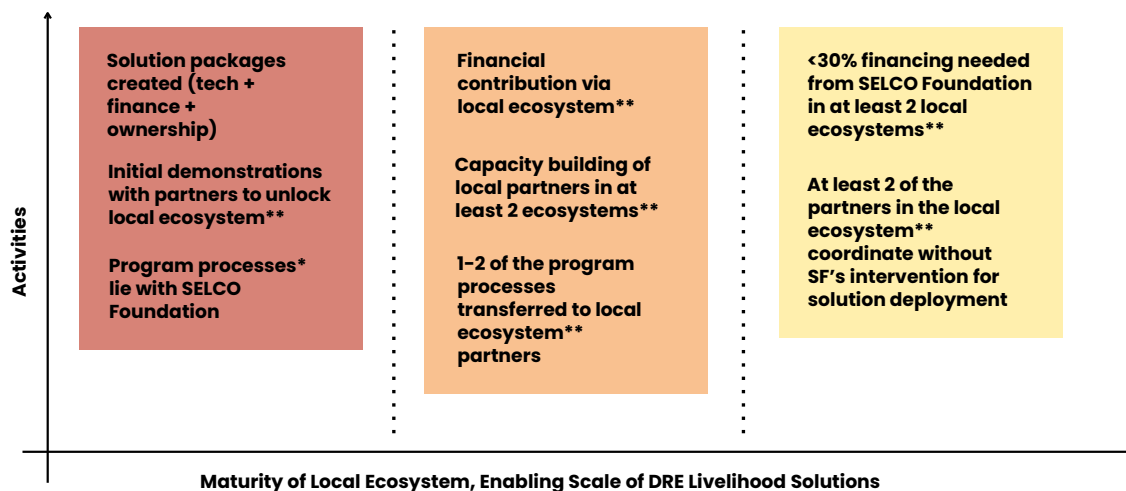 Activities
Solution packages
created (tech +
finance +
ownership)
Initial demonstrations
with partners to unlock
local ecosystem**
Program processes*
lie with SELCO
Foundation
Financial
contribution via
local ecosystem**
Capacity building of
local partners in at
least 2 ecosystems**
1-2 of the program
processes
transferred to local
ecosystem**
partners
<30% financing needed
from SELCO Foundation
in at least 2 local
ecosystems**
At least 2 of the
partners in the local
ecosystem**
coordinate without
SF's intervention for
solution deployment
Maturity of Local Ecosystem, Enabling Scale of DRE Livelihood Solutions